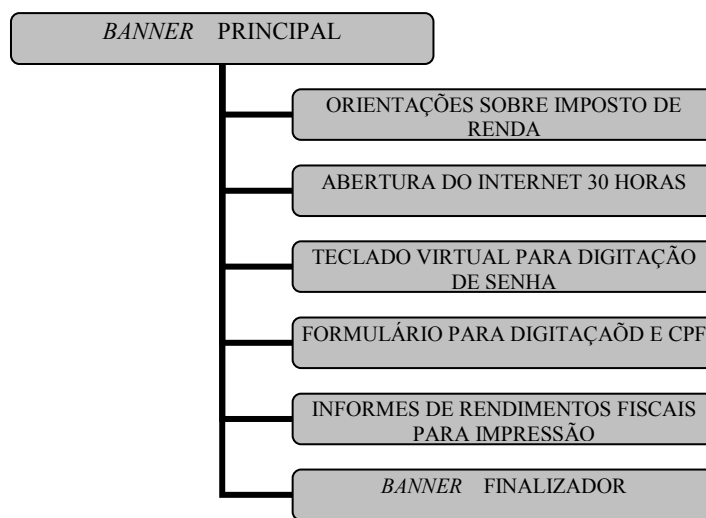 BANNER PRINCIPAL
ORIENTAÇÕES SOBRE IMPOSTO DE
RENDA
ABERTURA DO INTERNET 30 HORAS
TECLADO VIRTUAL PARA DIGITAÇÃO
DE SENHA
FORMULÁRIO PARA DIGITAÇAÕD E CPF
INFORMES DE RENDIMENTOS FISCAIS
PARA IMPRESSÃO
BANNER FINALIZADOR